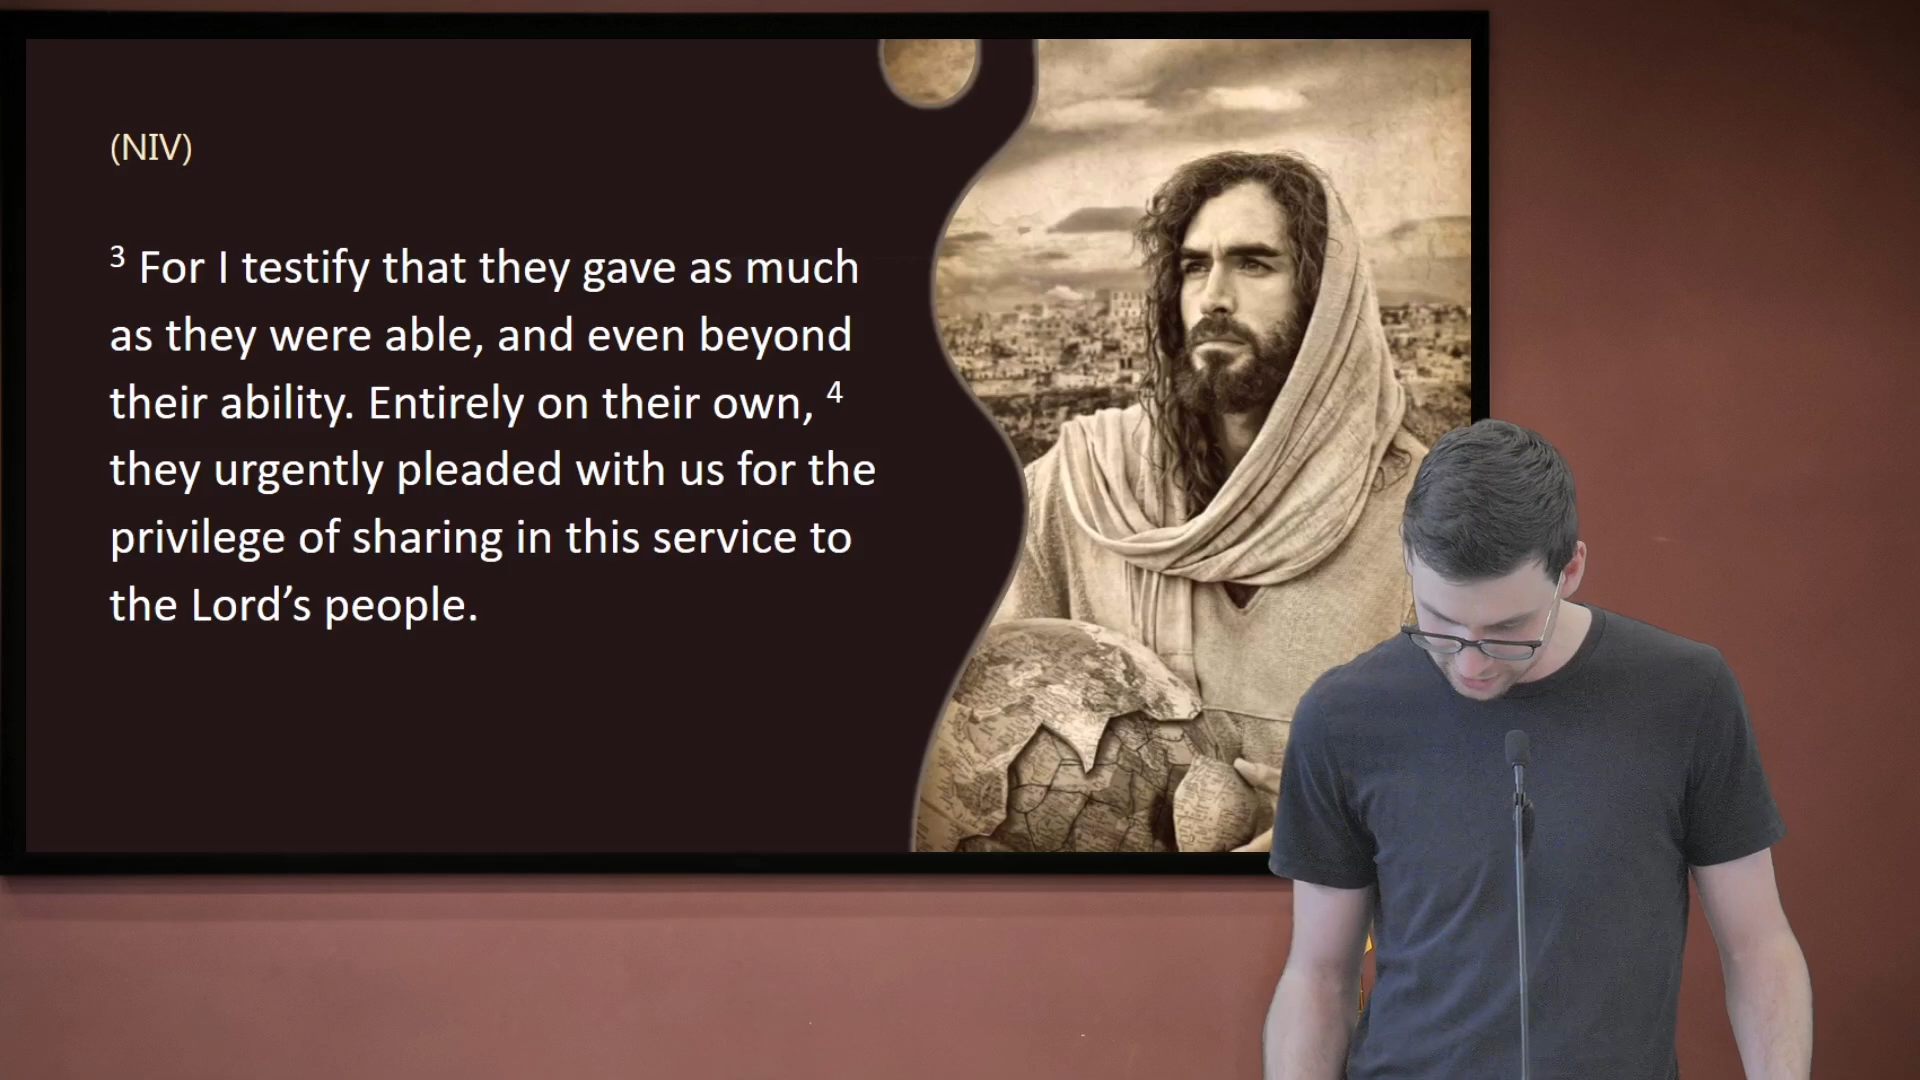 (NIV)
³ For I testify that they gave as much
as they were able, and even beyond
their ability. Entirely on their own, ⁴
they urgently pleaded with us for the
privilege of sharing in this service to
the Lord’s people.